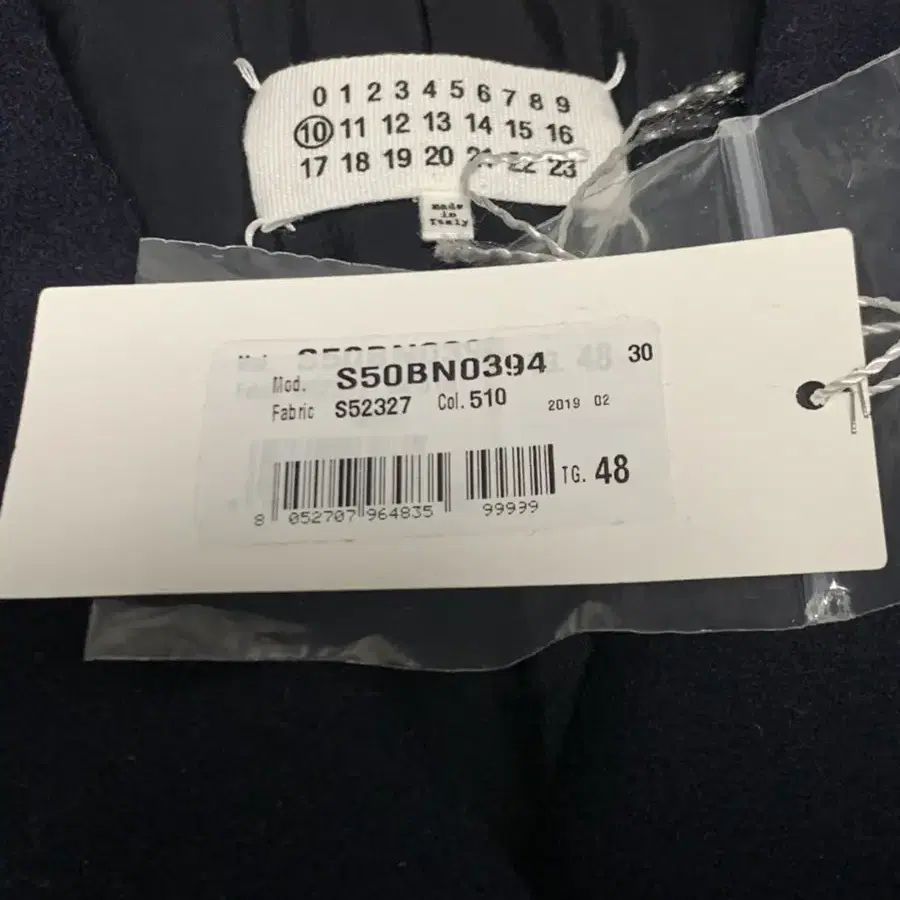 0 1 2 3 4 5 6 7 8 9
10 11 12 13 14 15 16
17 18 19 20 21 22 23
Made
in
Italy
Mod. S50BN0394 30
Fabric S52327 Col. 510 2019 02
TG. 48
8 052707 964835 99999